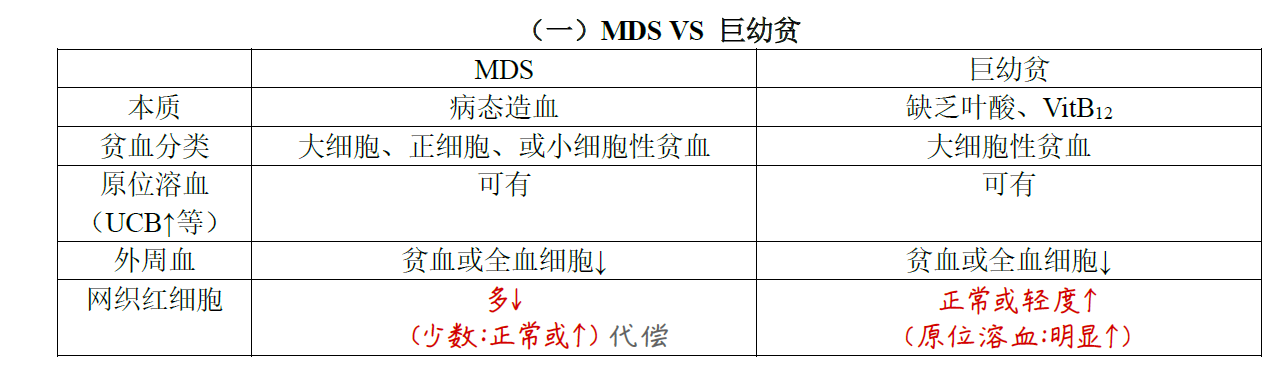 （一）MDS VS 巨幼贫
MDS 巨幼贫
本质 病态造血 缺乏叶酸、VitB₁₂
贫血分类 大细胞、正细胞、或小细胞性贫血 大细胞性贫血
原位溶血 可有 可有
（UCB↑等）
外周血 贫血或全血细胞↓ 贫血或全血细胞↓
网织红细胞 多↓ 正常或轻度↑
(少数:正常或↑) 代偿 (原位溶血:明显↑)